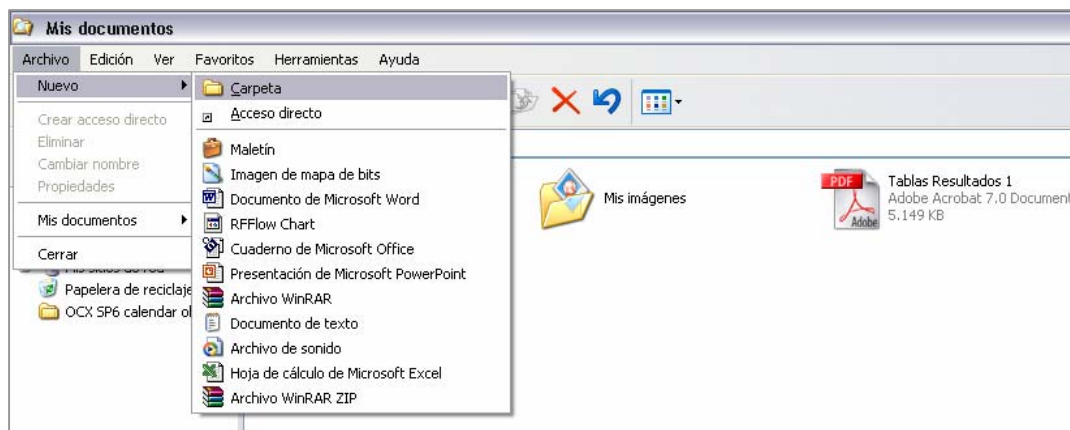 Mis documentos
Archivo Edición Ver Favoritos Herramientas Ayuda
Nuevo
Crear acceso directo
Eliminar
Cambiar nombre
Propiedades
Mis documentos
Cerrar
Carpeta
Acceso directo
Maletín
Imagen de mapa de bits
Documento de Microsoft Word
RFFlow Chart
Cuaderno de Microsoft Office
Presentación de Microsoft PowerPoint
Archivo WinRAR
Documento de texto
Archivo de sonido
Hoja de cálculo de Microsoft Excel
Archivo WinRAR ZIP
Papelera de reciclaje
OCX SP6 calendar
Mis imágenes
PDF
Adobe
Tablas Resultados 1
Adobe Acrobat 7.0 Document
5.149 KB